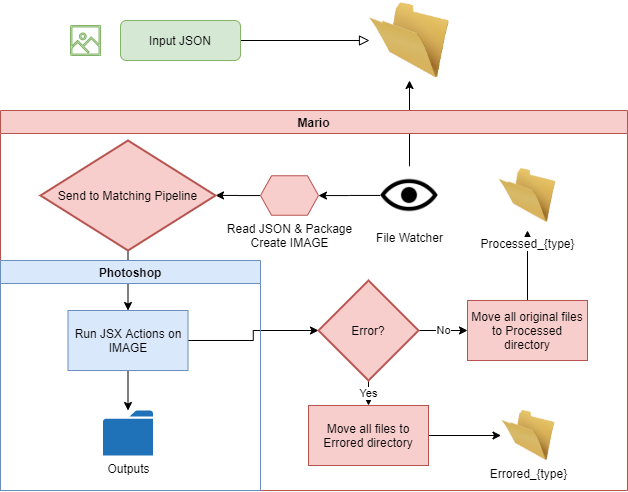 Input JSON
Mario
Send to Matching Pipeline
Read JSON & Package
Create IMAGE
File Watcher
Processed_{type}
Photoshop
Run JSX Actions on
IMAGE
Error?
No
Move all original files
to Processed
directory
Yes
Move all files to
Errored directory
Outputs
Errored_{type}